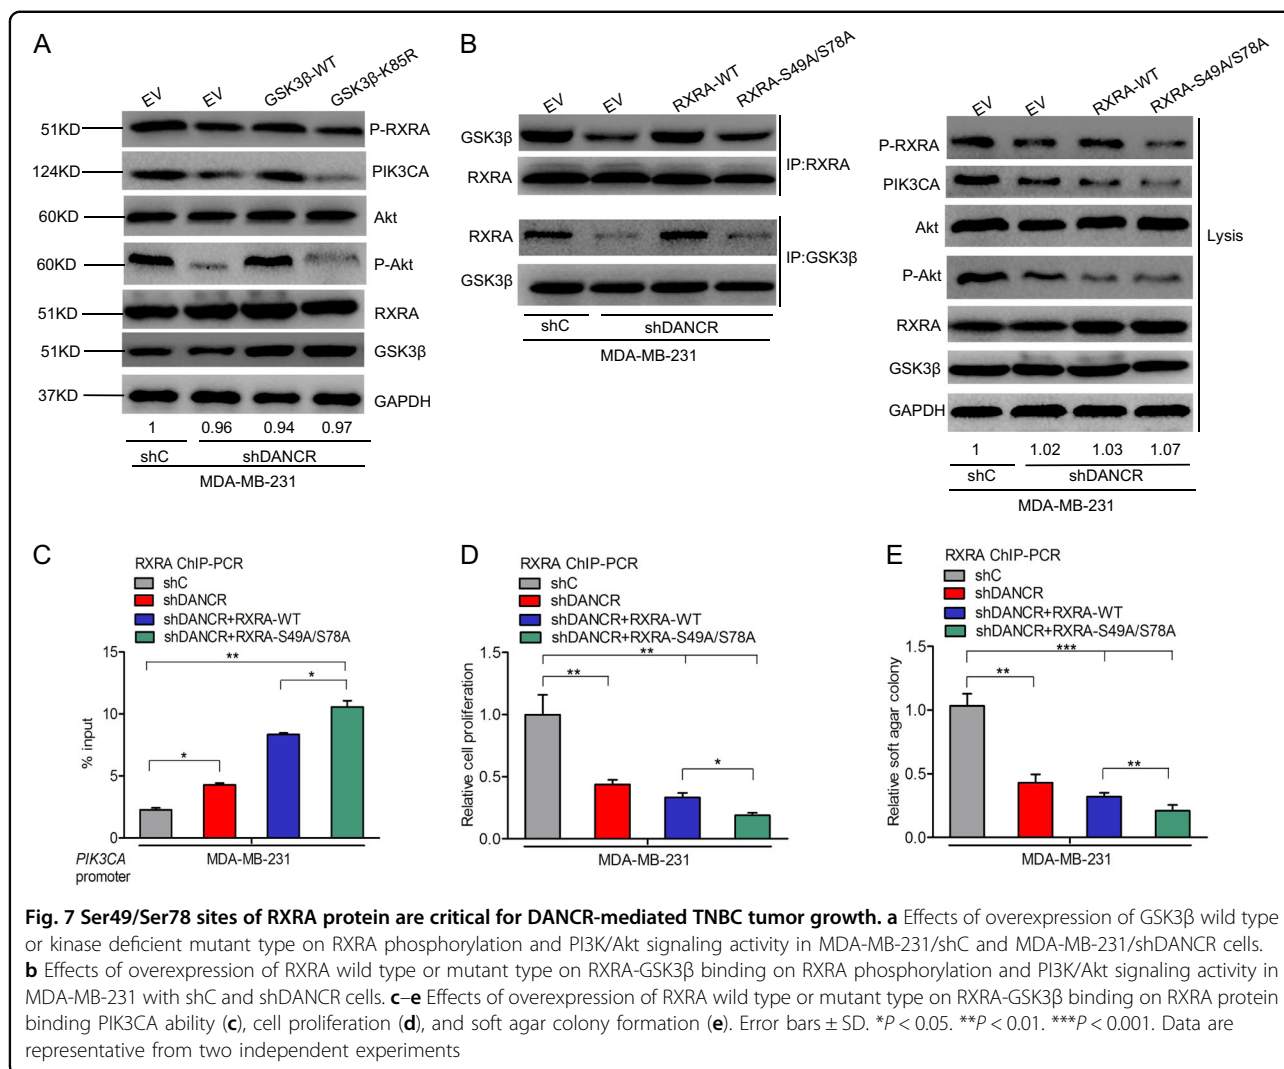 A
EV
EV
GSK3β-WT
GSK3β-K85R
51KD
P-RXRA
124KD
PIK3CA
60KD
Akt
60KD
P-Akt
51KD
RXRA
51KD
GSK3β
37KD
GAPDH
1 0.96 0.94 0.97
shC shDANCR
MDA-MB-231
B
EV
EV
RXRA-WT
RXRA-S49A/S78A
GSK3β
RXRA
IP:RXRA
RXRA
GSK3β
IP:GSK3β
shC shDANCR
MDA-MB-231
EV
EV
RXRA-WT
RXRA-S49A/S78A
P-RXRA
PIK3CA
Akt
P-Akt
RXRA
GSK3β
GAPDH
Lysis
1 1.02 1.03 1.07
shC shDANCR
MDA-MB-231
C
RXRA ChIP-PCR
shC
shDANCR
shDANCR+RXRA-WT
shDANCR+RXRA-S49A/S78A
% input
15
10
5
0
**
*
*
PIK3CA
promoter
MDA-MB-231
D
RXRA ChIP-PCR
shC
shDANCR
shDANCR+RXRA-WT
shDANCR+RXRA-S49A/S78A
Relative cell proliferation
1.5
1.0
0.5
0.0
**
**
*
MDA-MB-231
E
RXRA ChIP-PCR
shC
shDANCR
shDANCR+RXRA-WT
shDANCR+RXRA-S49A/S78A
Relative soft agar colony
1.5
1.0
0.5
0.0
***
**
**
MDA-MB-231
Fig. 7 Ser49/Ser78 sites of RXRA protein are critical for DANCR-mediated TNBC tumor growth. a Effects of overexpression of GSK3β wild type
or kinase deficient mutant type on RXRA phosphorylation and PI3K/Akt signaling activity in MDA-MB-231/shC and MDA-MB-231/shDANCR cells.
b Effects of overexpression of RXRA wild type or mutant type on RXRA-GSK3β binding on RXRA phosphorylation and PI3K/Akt signaling activity in
MDA-MB-231 with shC and shDANCR cells. c–e Effects of overexpression of RXRA wild type or mutant type on RXRA-GSK3β binding on RXRA protein
binding PIK3CA ability (c), cell proliferation (d), and soft agar colony formation (e). Error bars ± SD. *P < 0.05. **P < 0.01. ***P < 0.001. Data are
representative from two independent experiments